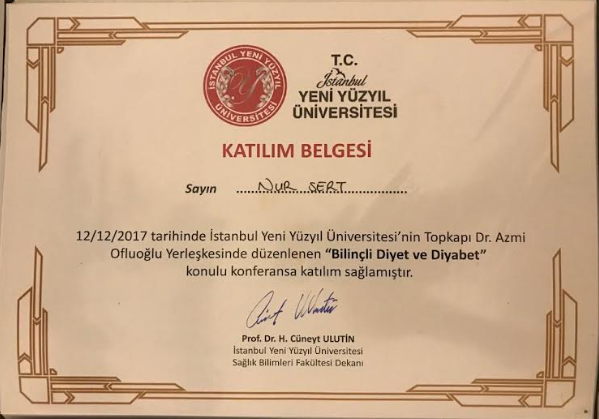 İSTANBUL YENİ YÜZYIL
ÜNİVERSİTESİ
T.C.
İstanbul
YENİ YÜZYIL
ÜNİVERSİTESİ
KATILIM BELGESİ
Sayın NUR SERT
12/12/2017 tarihinde İstanbul Yeni Yüzyıl Üniversitesi’nin Topkapı Dr. Azmi
Ofluoğlu Yerleşkesinde düzenlenen “Bilinçli Diyet ve Diyabet”
konulu konferansa katılım sağlamıştır.
Prof. Dr. H. Cüneyt ULUTİN
İstanbul Yeni Yüzyıl Üniversitesi
Sağlık Bilimleri Fakültesi Dekanı